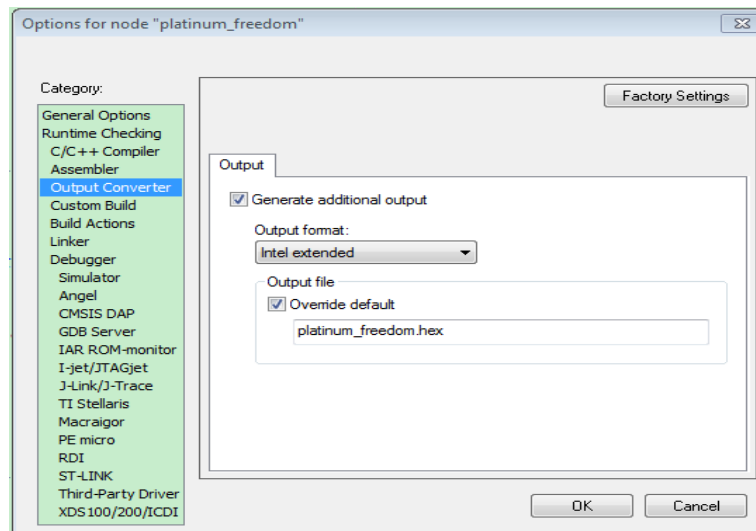 Options for node "platinum_freedom"
Category:
General Options
Runtime Checking
C/C++ Compiler
Assembler
Output Converter
Custom Build
Build Actions
Linker
Debugger
Simulator
Angel
CMSIS DAP
GDB Server
IAR ROM-monitor
I-jet/JTAGjet
J-Link/J-Trace
TI Stellaris
Macraigor
PE micro
RDI
ST-LINK
Third-Party Driver
XDS100/200/ICDI
Factory Settings
Output
Generate additional output
Output format:
Intel extended
Output file
Override default
platinum_freedom.hex
OK Cancel